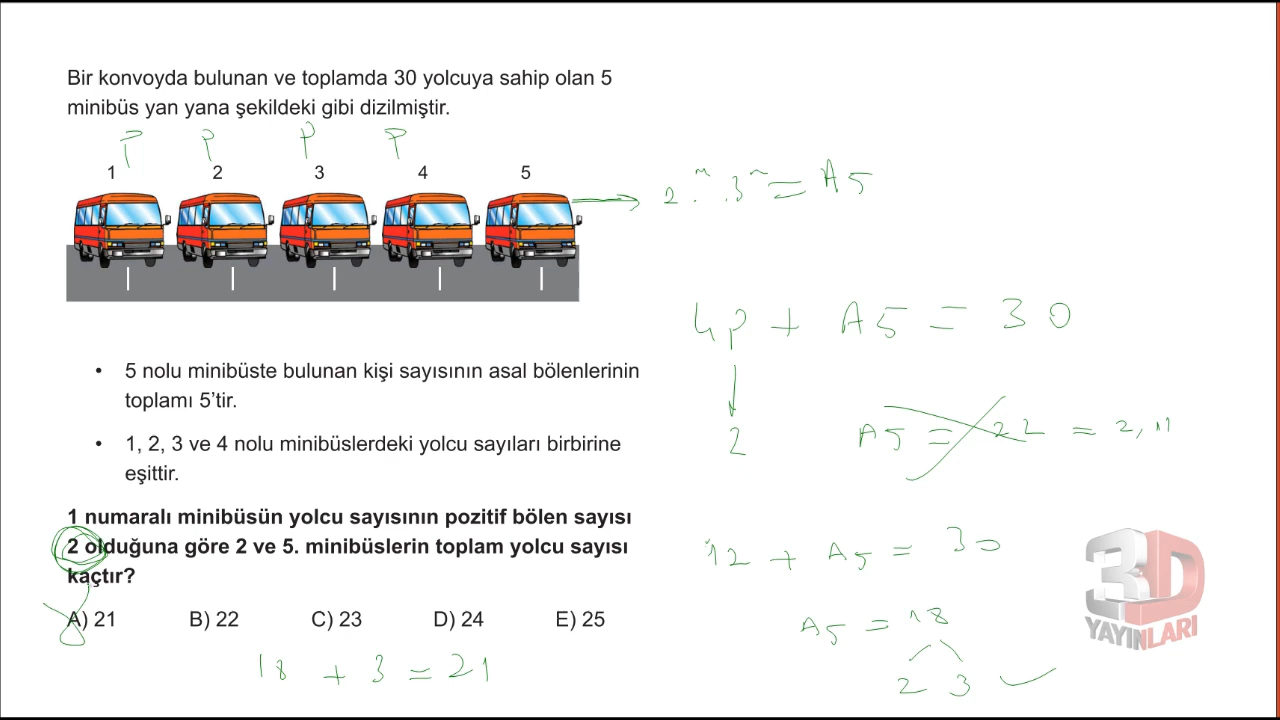 Bir konvoyda bulunan ve toplamda 30 yolcuya sahip olan 5
minibüs yan yana şekildeki gibi dizilmiştir.
P P P P
1 2 3 4 5
2ⁿ . 3ⁿ = A5
4p + A5 = 30
2
A5 = 22 = 2, 11
• 5 nolu minibüste bulunan kişi sayısının asal bölenlerinin
toplamı 5'tir.
• 1, 2, 3 ve 4 nolu minibüslerdeki yolcu sayıları birbirine
eşittir.
1 numaralı minibüsün yolcu sayısının pozitif bölen sayısı
2 olduğuna göre 2 ve 5. minibüslerin toplam yolcu sayısı
kaçtır?
12 + A5 = 30
A) 21 B) 22 C) 23 D) 24 E) 25
A5 = 18
2 3
18 + 3 = 21
3D
YAYINLARI